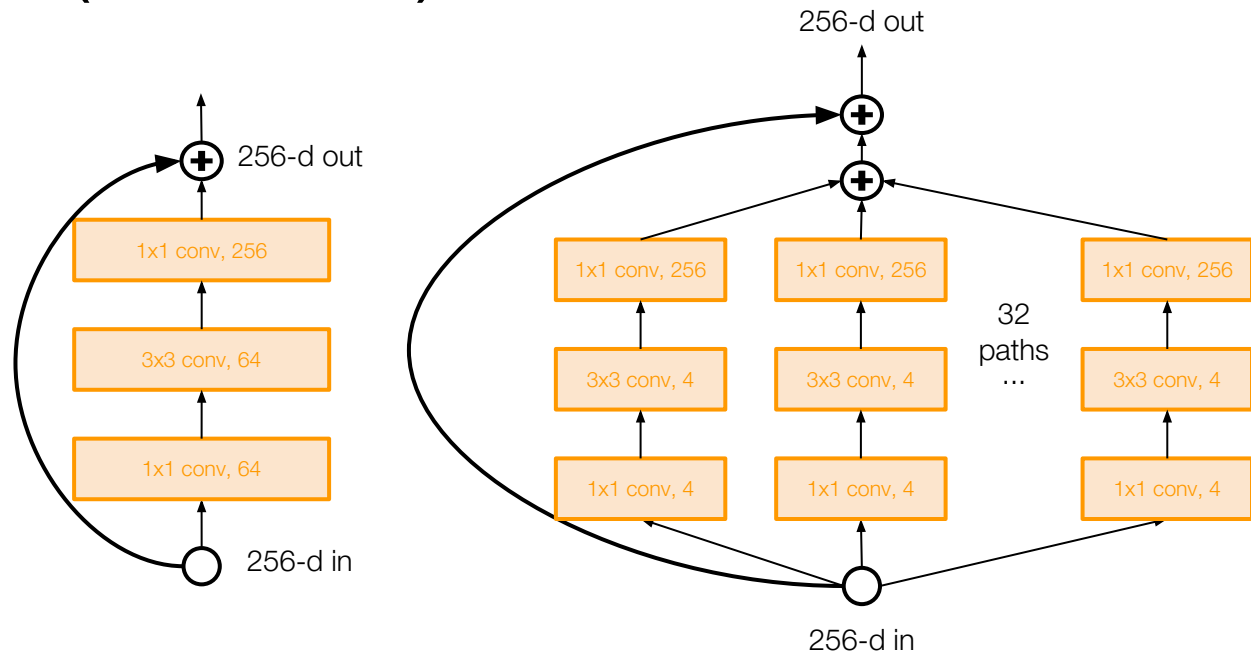 256-d out
1x1 conv, 256
3x3 conv, 64
1x1 conv, 64
256-d in
256-d out
1x1 conv, 256
1x1 conv, 256
1x1 conv, 256
32
paths
...
3x3 conv, 4
3x3 conv, 4
3x3 conv, 4
1x1 conv, 4
1x1 conv, 4
1x1 conv, 4
256-d in